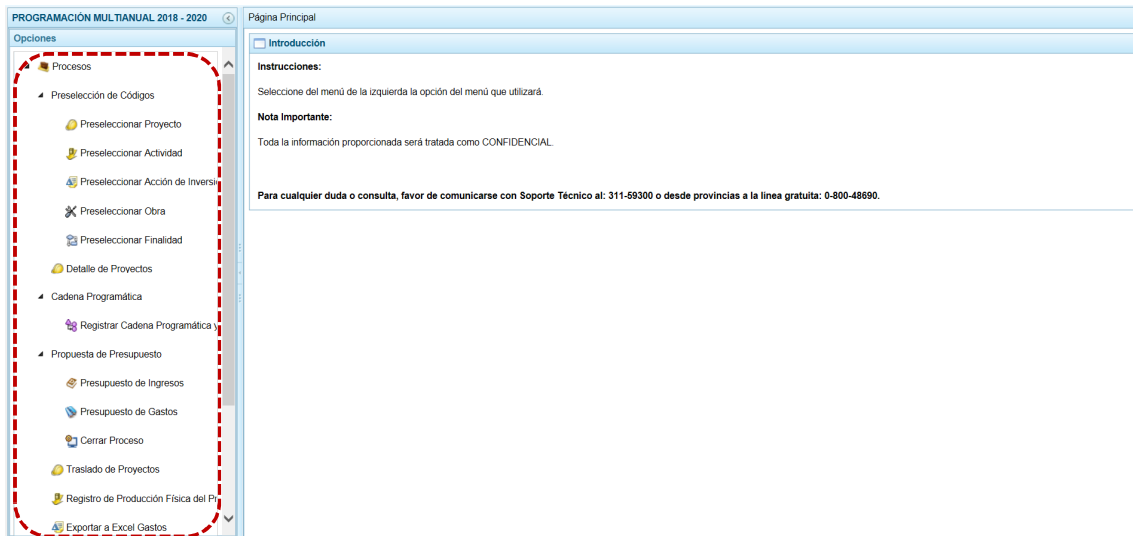 PROGRAMACIÓN MULTIANUAL 2018 - 2020
Opciones
Procesos
Preselección de Códigos
Preseleccionar Proyecto
Preseleccionar Actividad
Preseleccionar Acción de Inversi
Preseleccionar Obra
Preseleccionar Finalidad
Detalle de Proyectos
Cadena Programática
Registrar Cadena Programática y
Propuesta de Presupuesto
Presupuesto de Ingresos
Presupuesto de Gastos
Cerrar Proceso
Traslado de Proyectos
Registro de Producción Física del Pr
Exportar a Excel Gastos
Página Principal
Introducción
Instrucciones:
Seleccione del menú de la izquierda la opción del menú que utilizará.
Nota Importante:
Toda la información proporcionada será tratada como CONFIDENCIAL.
Para cualquier duda o consulta, favor de comunicarse con Soporte Técnico al: 311-59300 o desde provincias a la linea gratuita: 0-800-48690.